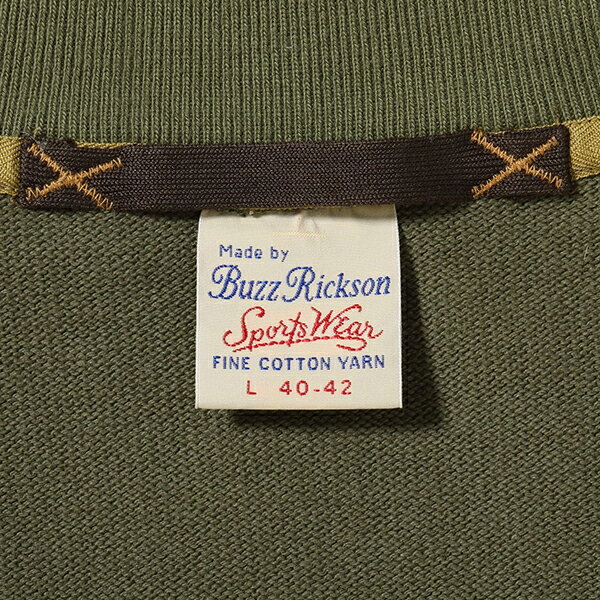 Made by
Buzz Rickson
Sports Wear
FINE COTTON YARN
L 40-42